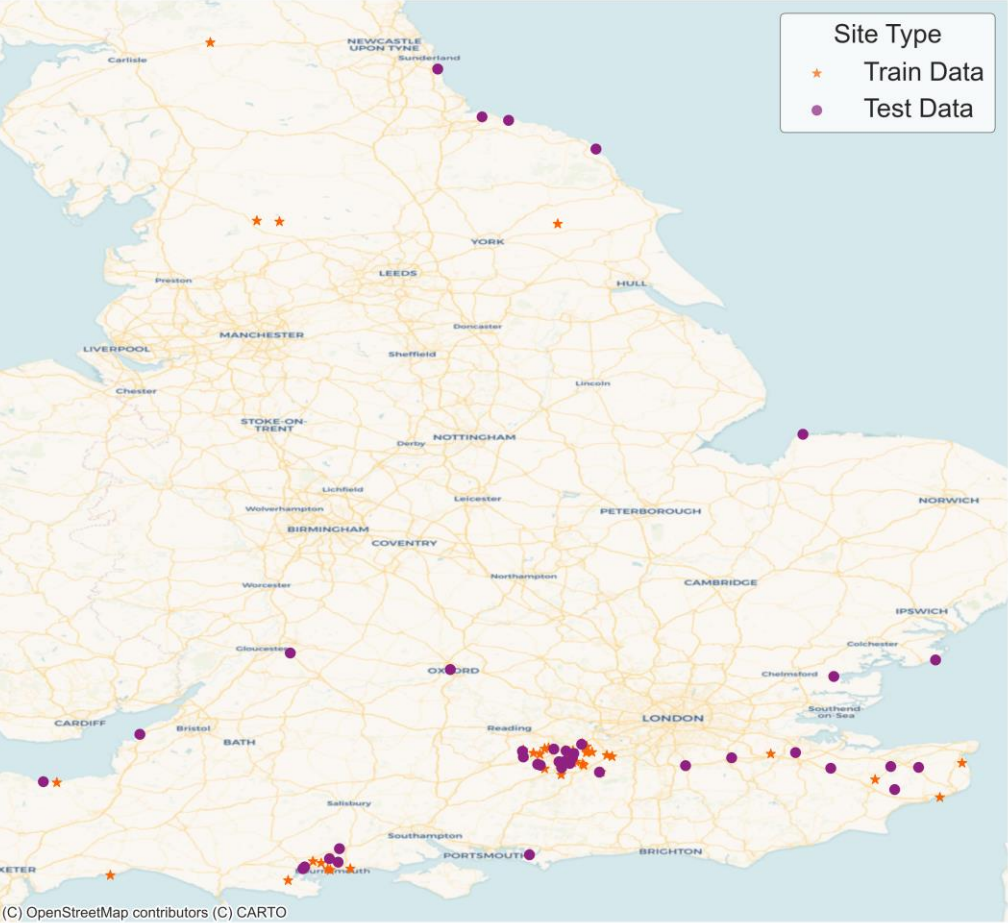 Site Type
Train Data
Test Data
NEWCASTLE
UPON TYNE
Carlisle
Sunderland
YORK
LEEDS
Preston
HULL
Doncaster
MANCHESTER
LIVERPOOL
Sheffield
Chester
Lincoln
STOKE-ON-
TRENT
NOTTINGHAM
Derby
Lichfield
Leicester
NORWICH
Wolverhampton
PETERBOROUGH
BIRMINGHAM
COVENTRY
Northampton
CAMBRIDGE
Worcester
IPSWICH
Colchester
Gloucester
OXFORD
Chelmsford
Southend-
on-Sea
LONDON
CARDIFF
Bristol
Reading
BATH
Salisbury
Southampton
PORTSMOUTH
BRIGHTON
XETER
(C) OpenStreetMap contributors (C) CARTO